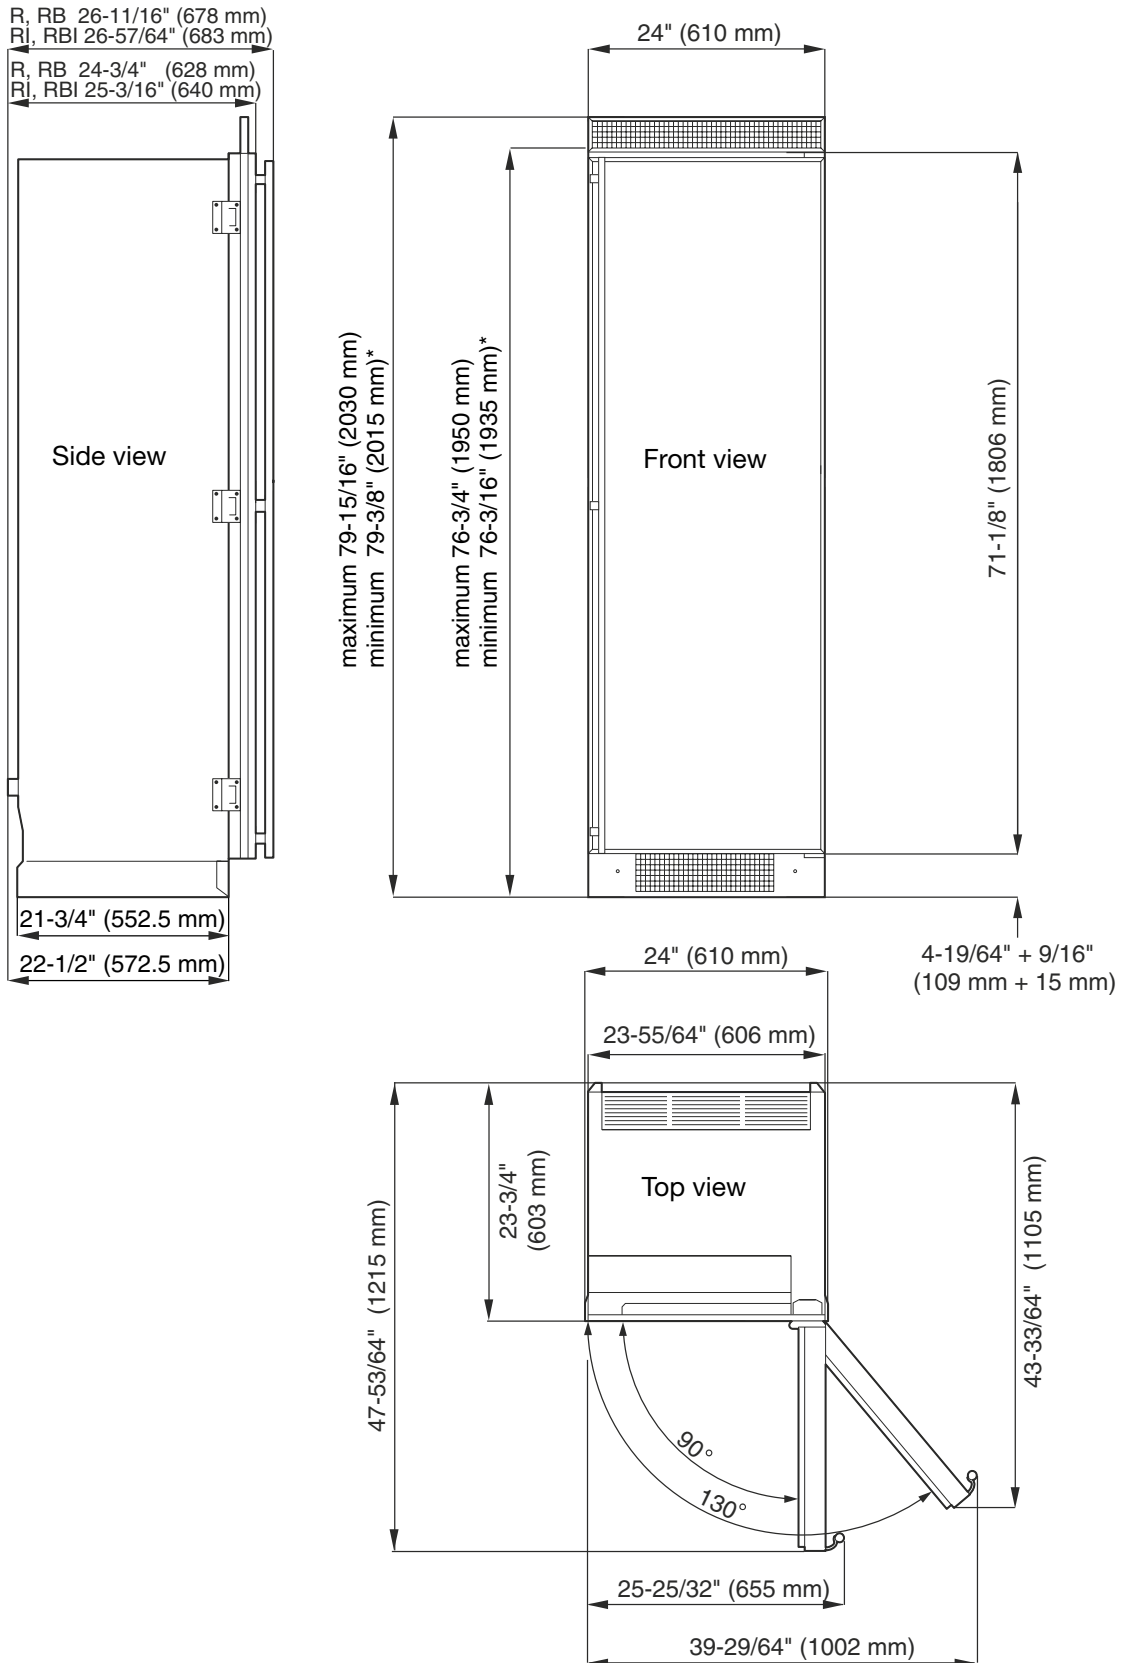 R, RB  26-11/16" (678 mm)
RI, RBI 26-57/64" (683 mm)
R, RB  24-3/4"   (628 mm)
RI, RBI 25-3/16" (640 mm)
24" (610 mm)
Side view
maximum 79-15/16" (2030 mm)
minimum  79-3/8" (2015 mm)*
maximum 76-3/4" (1950 mm)
minimum  76-3/16" (1935 mm)*
Front view
71-1/8" (1806 mm)
21-3/4" (552.5 mm)
22-1/2" (572.5 mm)
4-19/64" + 9/16"
(109 mm + 15 mm)
24" (610 mm)
23-55/64" (606 mm)
47-53/64"  (1215 mm)
23-3/4"
(603 mm)
Top view
43-33/64"  (1105 mm)
90°
130°
25-25/32" (655 mm)
39-29/64" (1002 mm)